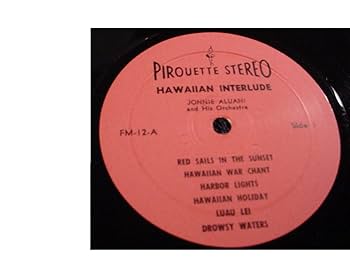 PIROUETTE STEREO
HAWAIIAN INTERLUDE
JONNIE ALUANI
and His Orchestra
FM-12-A
Side
RED SAILS IN THE SUNSET
HAWAIIAN WAR CHANT
HARBOR LIGHTS
HAWAIIAN HOLIDAY
LUAU LEI
DROWSY WATERS